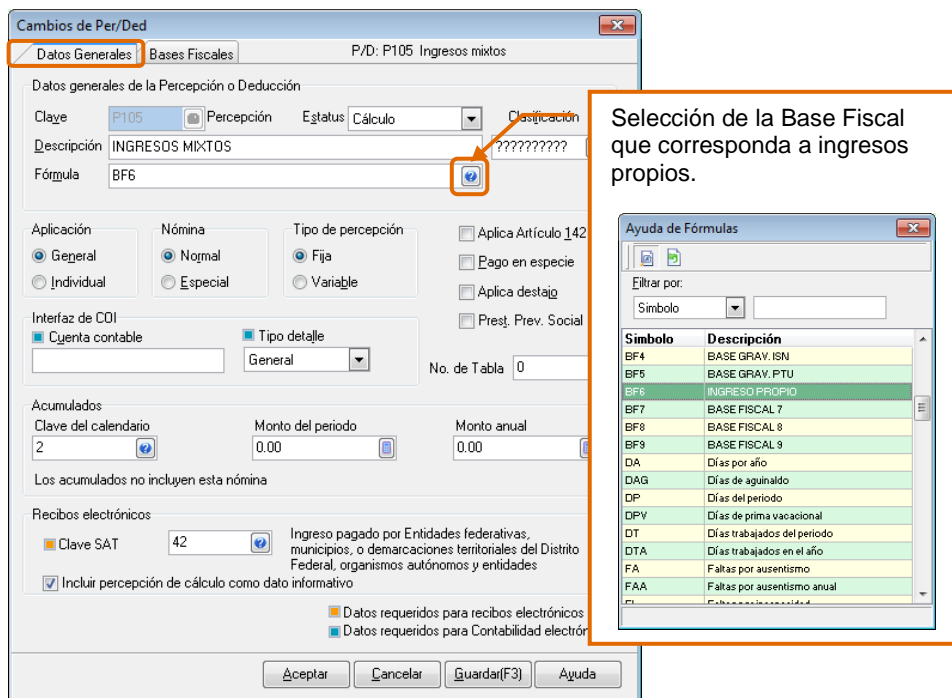 Cambios de Per/Ded
Datos Generales
Bases Fiscales
P/D: P105 Ingresos mixtos
Datos generales de la Percepción o Deducción
Clave P105 Percepción Estatus Cálculo Clasificación
Descripción INGRESOS MIXTOS ??????????
Fórmula BF6
Aplicación
General
Individual
Nómina
Normal
Especial
Tipo de percepción
Fija
Variable
Aplica Artículo 142
Pago en especie
Aplica destajo
Prest. Prev. Social
Interfaz de COI
Cuenta contable
Tipo detalle
General
No. de Tabla 0
Acumulados
Clave del calendario Monto del periodo Monto anual
2 0.00 0.00
Los acumulados no incluyen esta nómina
Recibos electrónicos
Clave SAT 42
Ingreso pagado por Entidades federativas,
municipios, o demarcaciones territoriales del Distrito
Federal, organismos autónomos y entidades
Incluir percepción de cálculo como dato informativo
Datos requeridos para recibos electrónicos
Datos requeridos para Contabilidad electrón
Aceptar Cancelar Guardar(F3) Ayuda
Selección de la Base Fiscal
que corresponda a ingresos
propios.
Ayuda de Fórmulas
Filtrar por:
Simbolo
Simbolo Descripción
BF4 BASE GRAV. ISN
BF5 BASE GRAV. PTU
BF6 INGRESO PROPIO
BF7 BASE FISCAL 7
BF8 BASE FISCAL 8
BF9 BASE FISCAL 9
DA Días por año
DAG Días de aguinaldo
DP Días del periodo
DPV Días de prima vacacional
DT Días trabajados del periodo
DTA Días trabajados en el año
FA Faltas por ausentismo
FAA Faltas por ausentismo anual